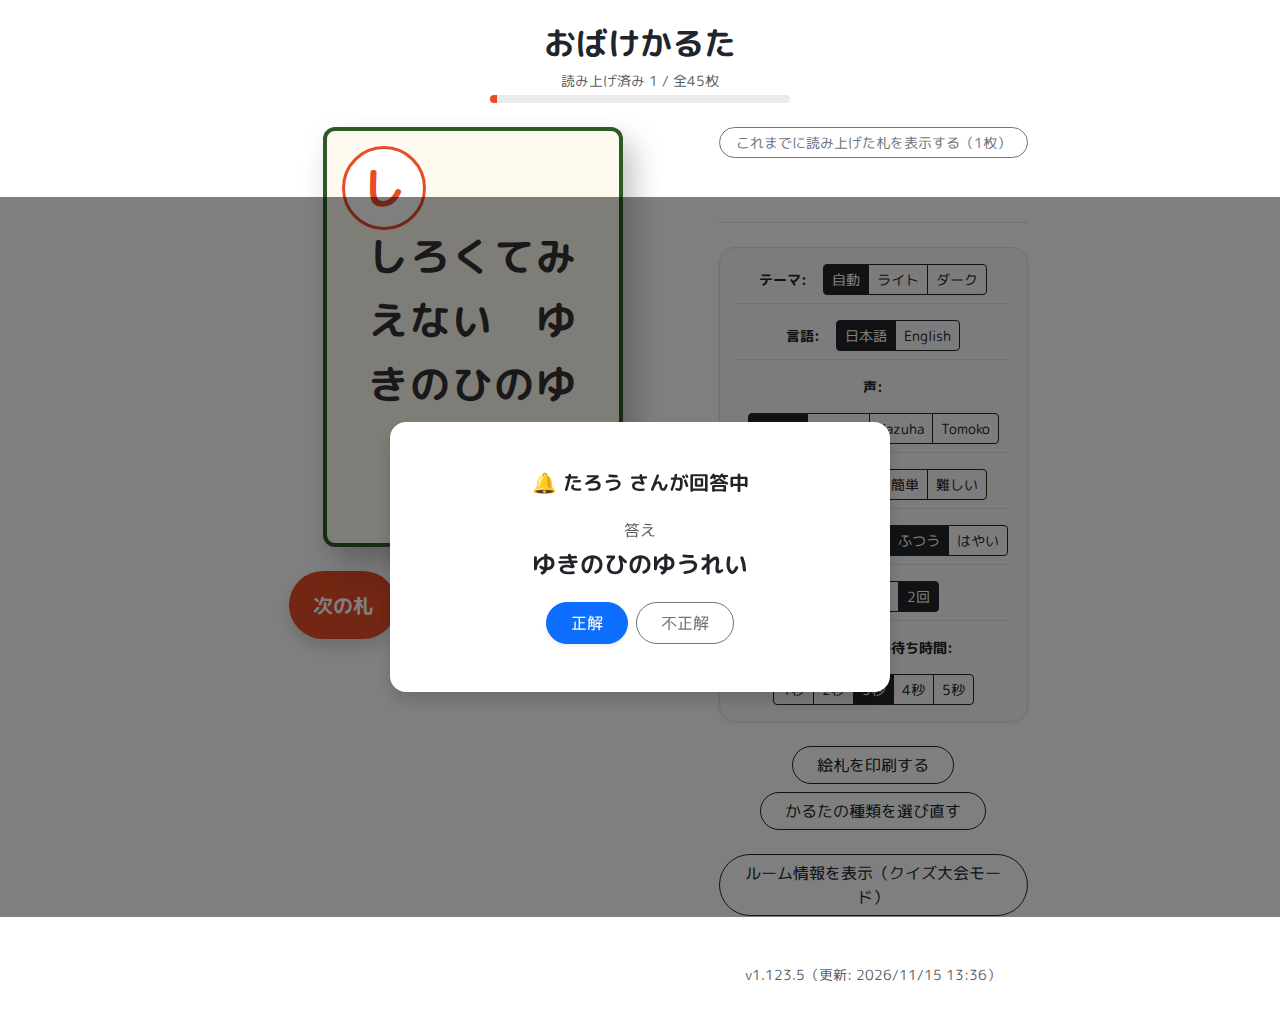 おばけかるた
読み上げ済み 1 / 全45枚
し
しろくてみ
えない　ゆ
きのひのゆ
次の札
これまでに読み上げた札を表示する（1枚）
テーマ: 自動 ライト ダーク
言語: 日本語 English
声:
azuha Tomoko
簡単 難しい
ふつう はやい
2回
待ち時間:
4秒 5秒
🔔 たろう さんが回答中
答え
ゆきのひのゆうれい
正解 不正解
絵札を印刷する
かるたの種類を選び直す
ルーム情報を表示（クイズ大会モー
ド）
v1.123.5（更新: 2026/11/15 13:36）